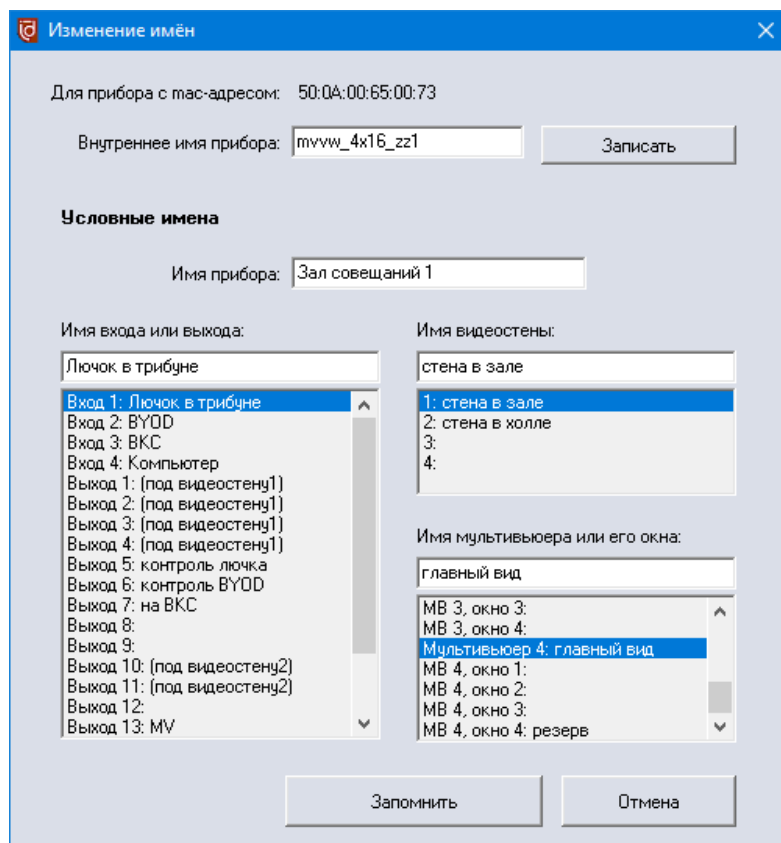 Изменение имён
Для прибора с mac-адресом: 50:0A:00:65:00:73
Внутреннее имя прибора: mvvw_4x16_zz1 Записать
Условные имена
Имя прибора: Зал совещаний 1
Имя входа или выхода:
Лючок в трибуне
Вход 1: Лючок в трибуне
Вход 2: BYOD
Вход 3: ВКС
Вход 4: Компьютер
Выход 1: (под видеостену1)
Выход 2: (под видеостену1)
Выход 3: (под видеостену1)
Выход 4: (под видеостену1)
Выход 5: контроль лючка
Выход 6: контроль BYOD
Выход 7: на ВКС
Выход 8:
Выход 9:
Выход 10: (под видеостену2)
Выход 11: (под видеостену2)
Выход 12:
Выход 13: MV
Имя видеостены:
стена в зале
1: стена в зале
2: стена в холле
3:
4:
Имя мультивьюера или его окна:
главный вид
МВ 3, окно 3:
МВ 3, окно 4:
Мультивьюер 4: главный вид
МВ 4, окно 1:
МВ 4, окно 2:
МВ 4, окно 3:
МВ 4, окно 4: резерв
Запомнить Отмена